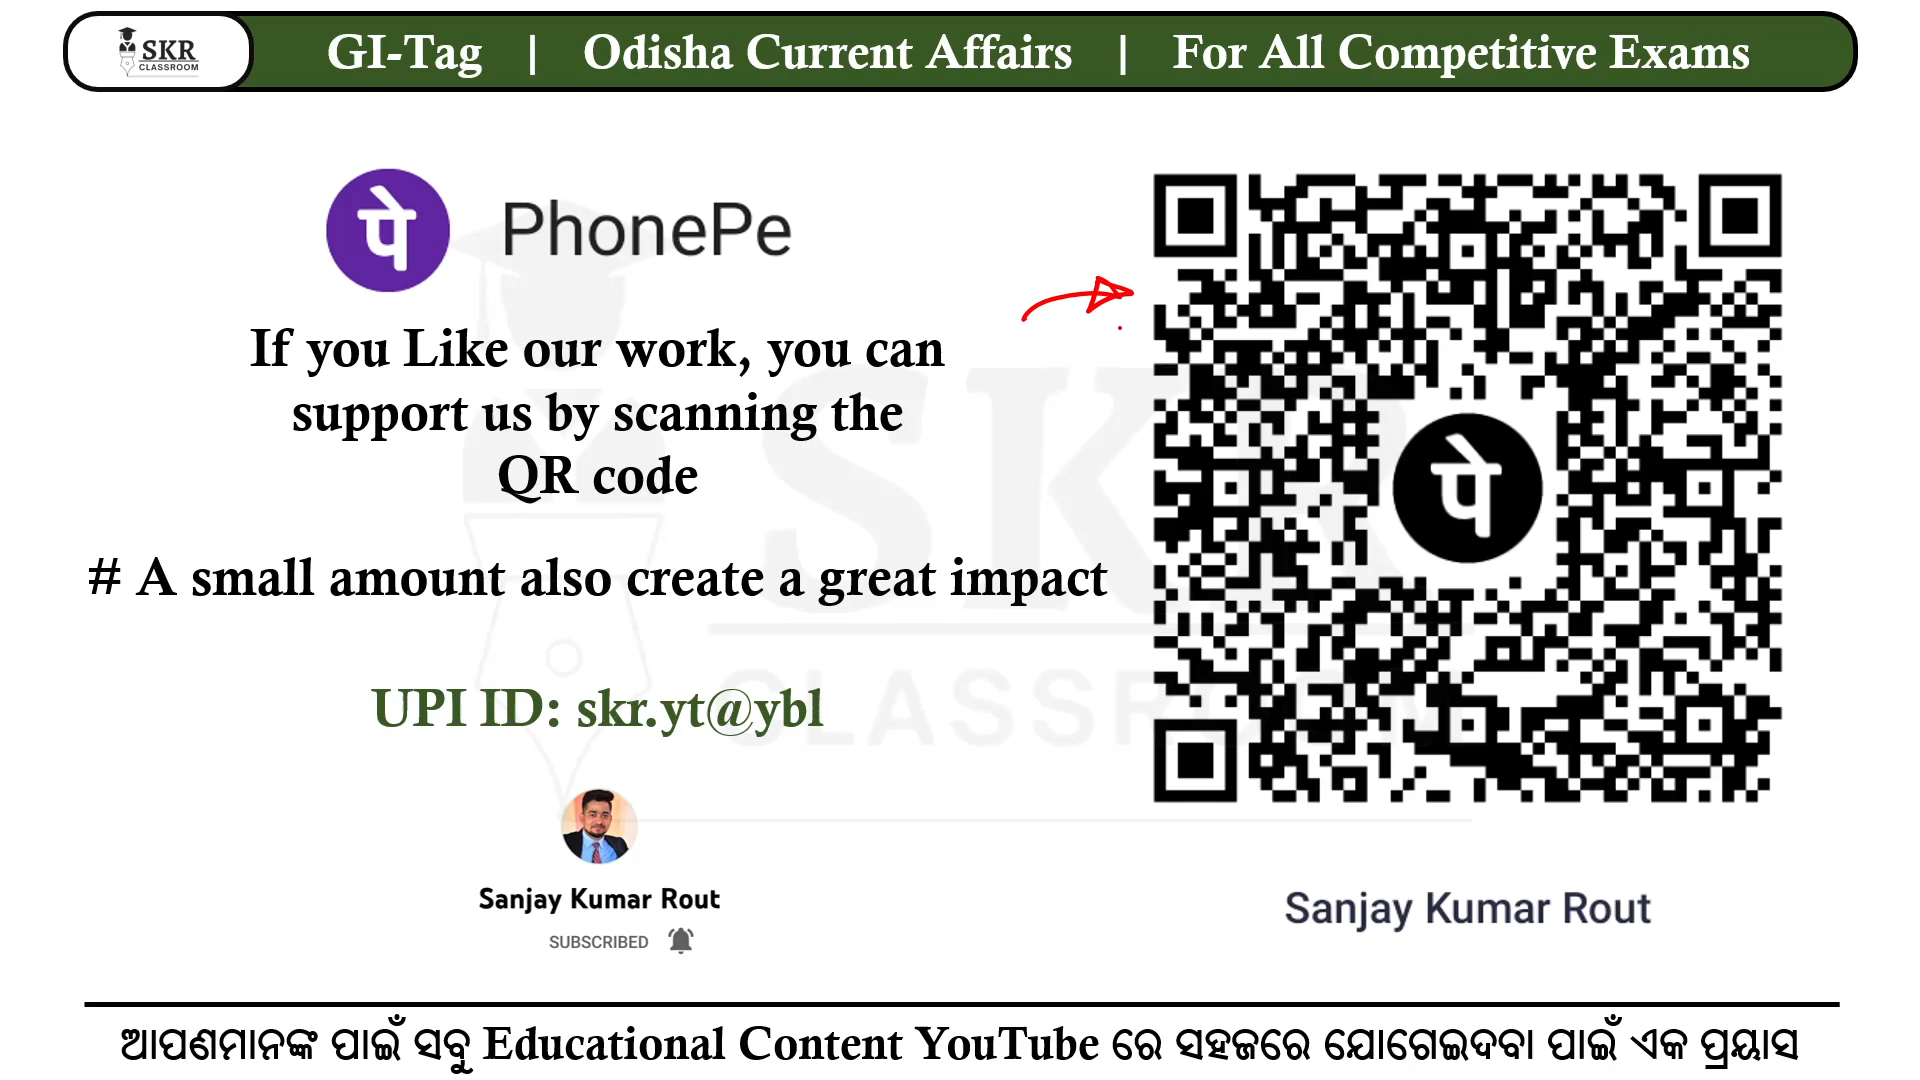 SKR
CLASSROOM
GI-Tag | Odisha Current Affairs | For All Competitive Exams
पे PhonePe
If you Like our work, you can
support us by scanning the
QR code
# A small amount also create a great impact
UPI ID: skr.yt@ybl
पे
SKR
CLASSROOM
Sanjay Kumar Rout
SUBSCRIBED
Sanjay Kumar Rout
ଆପଣମାନଙ୍କ ପାଇଁ ସବୁ Educational Content YouTube ରେ ସହଜରେ ଯୋଗେଇଦବା ପାଇଁ ଏକ ପ୍ରୟାସ